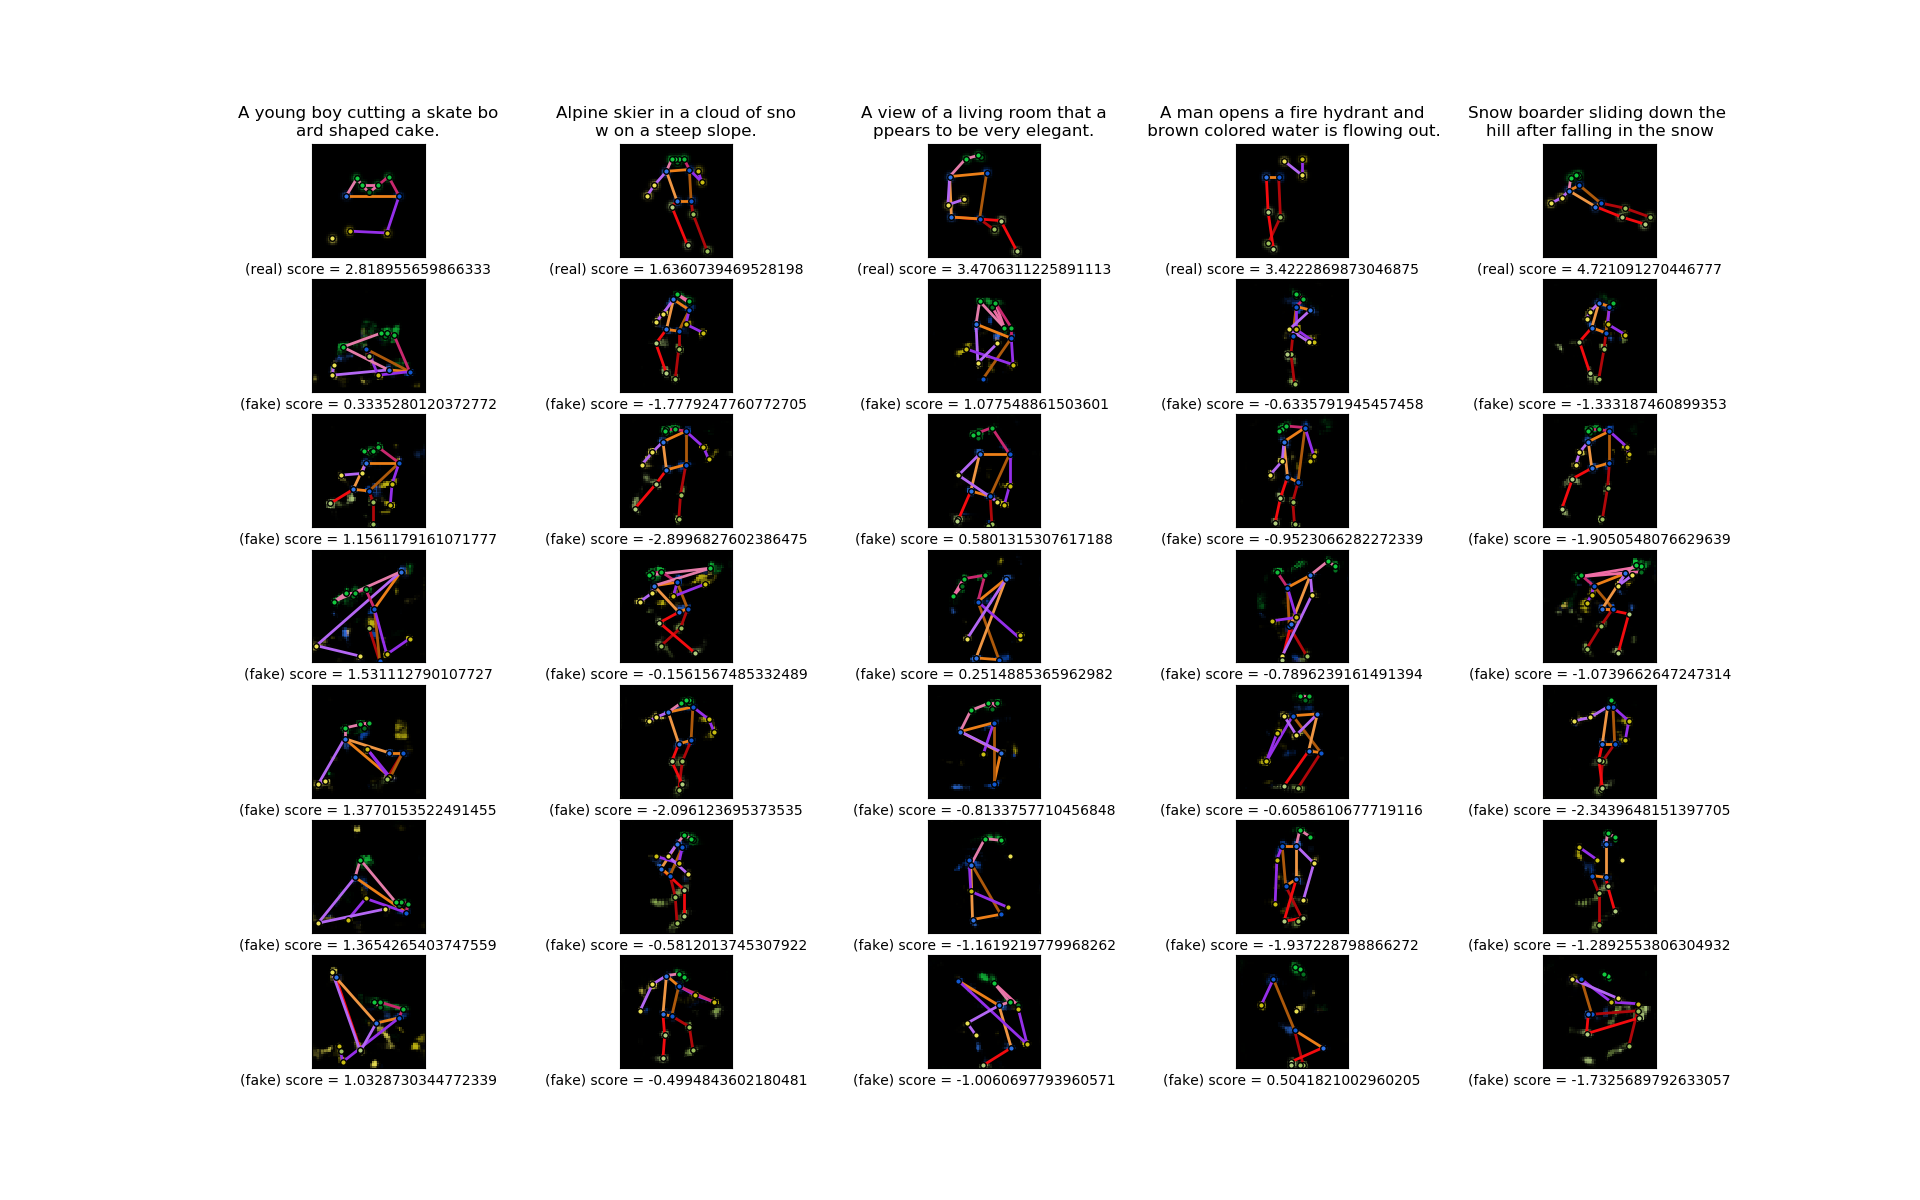 A young boy cutting a skate bo
ard shaped cake.
Alpine skier in a cloud of sno
w on a steep slope.
A view of a living room that a
ppears to be very elegant.
A man opens a fire hydrant and
brown colored water is flowing out.
Snow boarder sliding down the
hill after falling in the snow
(real) score = 2.818955659866333
(real) score = 1.6360739469528198
(real) score = 3.4706311225891113
(real) score = 3.4222869873046875
(real) score = 4.721091270446777
(fake) score = 0.3335280120372772
(fake) score = -1.7779247760772705
(fake) score = 1.077548861503601
(fake) score = -0.6335791945457458
(fake) score = -1.333187460899353
(fake) score = 1.1561179161071777
(fake) score = -2.8996827602386475
(fake) score = 0.5801315307617188
(fake) score = -0.9523066282272339
(fake) score = -1.9050548076629639
(fake) score = 1.531112790107727
(fake) score = -0.1561567485332489
(fake) score = 0.2514885365962982
(fake) score = -0.7896239161491394
(fake) score = -1.0739662647247314
(fake) score = 1.3770153522491455
(fake) score = -2.096123695373535
(fake) score = -0.8133757710456848
(fake) score = -0.6058610677719116
(fake) score = -2.3439648151397705
(fake) score = 1.3654265403747559
(fake) score = -0.5812013745307922
(fake) score = -1.1619219779968262
(fake) score = -1.937228798866272
(fake) score = -1.2892553806304932
(fake) score = 1.0328730344772339
(fake) score = -0.4994843602180481
(fake) score = -1.0060697793960571
(fake) score = 0.5041821002960205
(fake) score = -1.7325689792633057